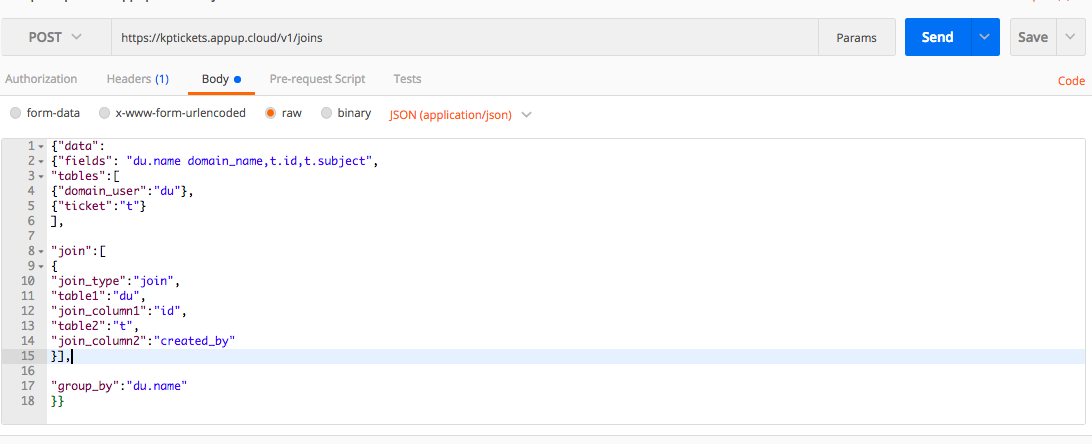 POST https://kptickets.appup.cloud/v1/joins Params Send Save
Authorization Headers (1) Body Pre-request Script Tests Code
form-data x-www-form-urlencoded raw binary JSON (application/json)
1 {"data":
2 {"fields": "du.name domain_name,t.id,t.subject",
3 "tables":[
4 {"domain_user":"du"},
5 {"ticket":"t"}
6 ],
7
8 "join":[
9 {
10 "join_type":"join",
11 "table1":"du",
12 "join_column1":"id",
13 "table2":"t",
14 "join_column2":"created_by"
15 }],
16
17 "group_by":"du.name"
18 }}